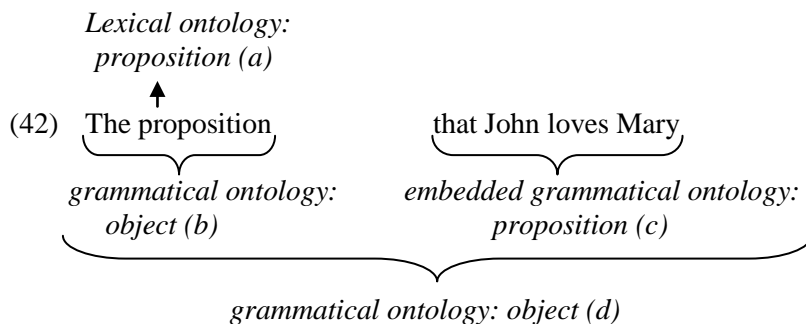 Lexical ontology:
proposition (a)
(42) The proposition that John loves Mary
grammatical ontology: embedded grammatical ontology:
object (b) proposition (c)
grammatical ontology: object (d)